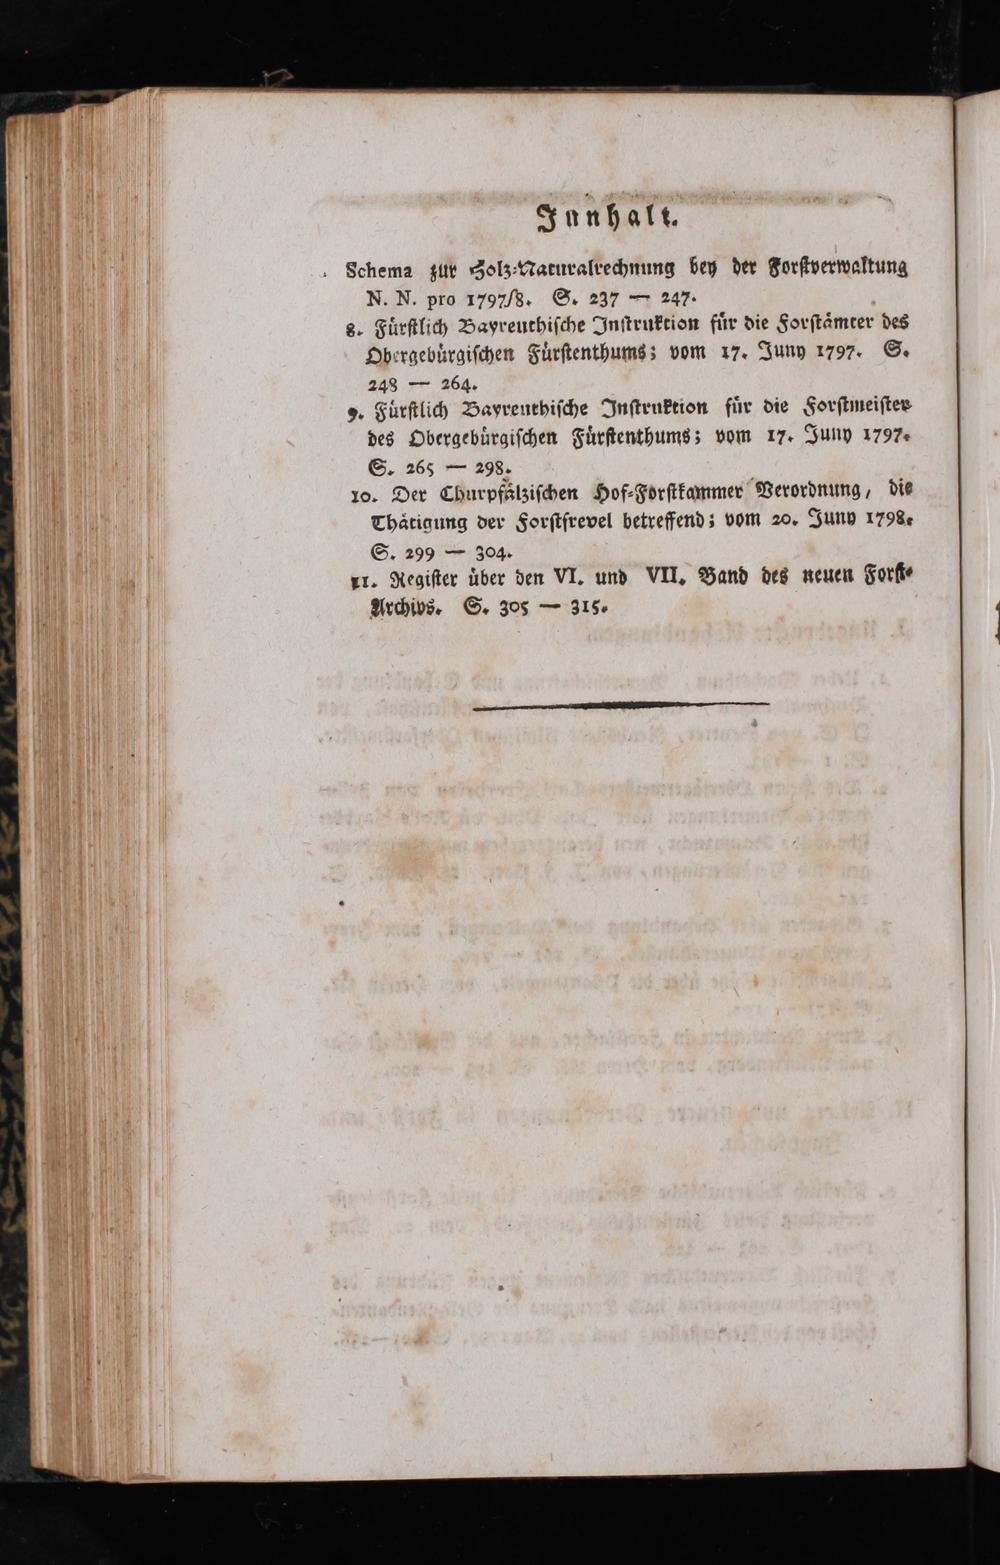 Innhalt.
Schema zur Holz-Naturalrechnung bey der Forstverwaltung
N. N. pro 1797/8. S. 237 — 247.
8. Fürstlich Bayreuthische Instruktion für die Forstämter des
Obergebürgischen Fürstenthums; vom 17. Juny 1797. S.
248 — 264.
9. Fürstlich Bayreuthische Instruktion für die Forstmeister
des Obergebürgischen Fürstenthums; vom 17. Juny 1797.
S. 265 — 298.
10. Der Churpfälzischen Hof-Forstkammer Verordnung, die
Thätigung der Forstfrevel betreffend; vom 20. Juny 1798.
S. 299 — 304.
11. Register über den VI. und VII. Band des neuen Forst-
Archivs. S. 305 — 315.